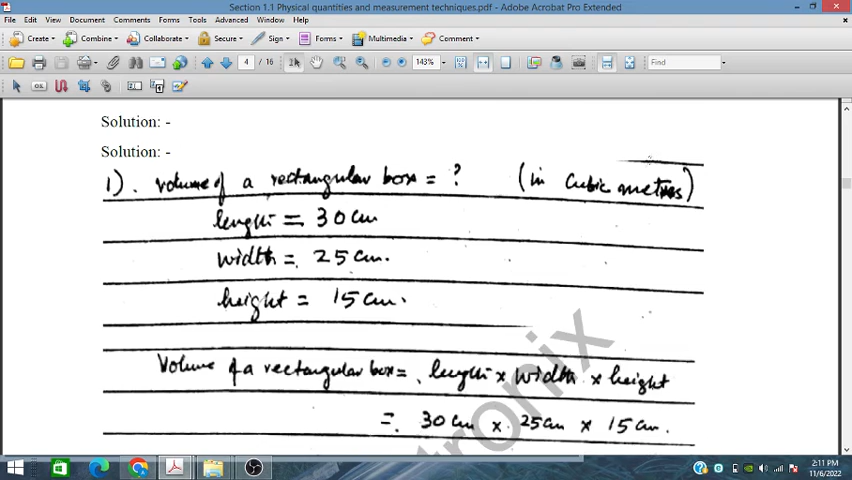 Section 1.1 Physical quantities and measurement techniques.pdf - Adobe Acrobat Pro Extended
File Edit View Document Comments Forms Tools Advanced Window Help
Create Combine Collaborate Secure Sign Forms Multimedia Comment
4 / 16 143% Find
Solution: -
Solution: -
1). volume of a rectangular box = ? (in cubic metres)
length = 30 cm
width = 25 cm.
height = 15 cm.
Volume of a rectangular box = length x width x height
= 30 cm x 25 cm x 15 cm.
tronix
2:11 PM
11/6/2022